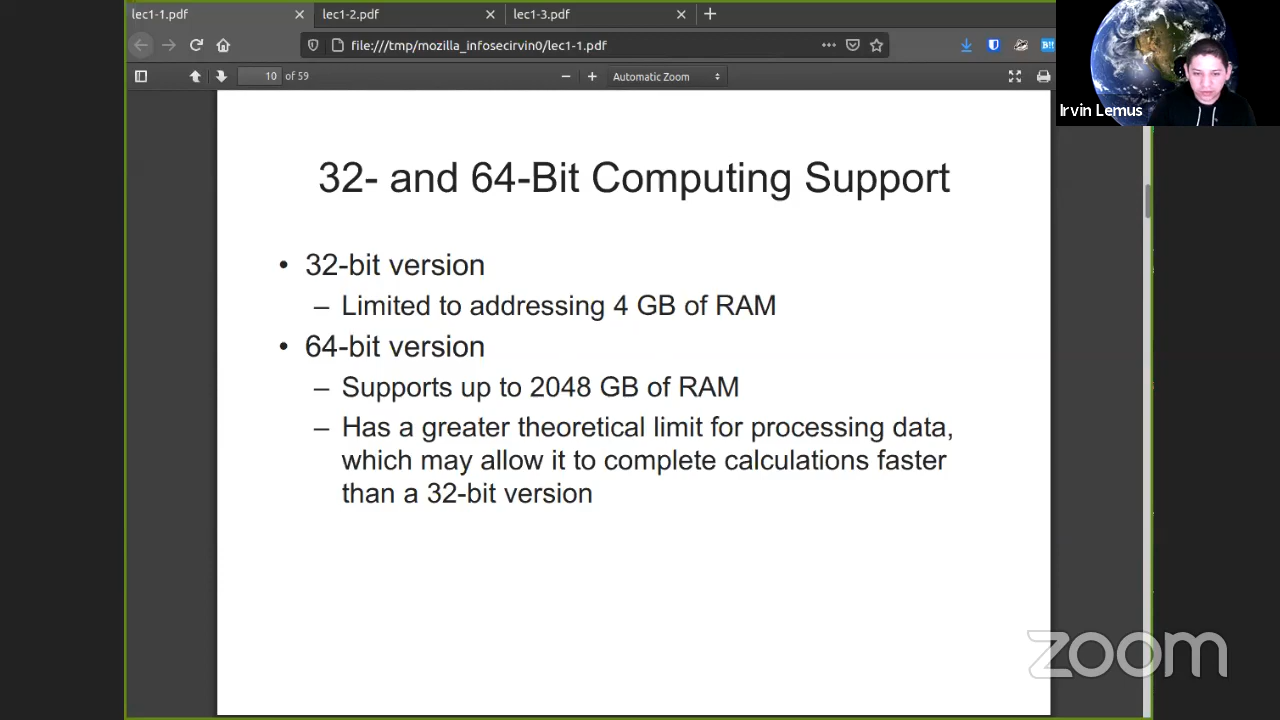 lec1-1.pdf
lec1-2.pdf
lec1-3.pdf
file:///tmp/mozilla_infosecirvin0/lec1-1.pdf
10 of 59
Automatic Zoom
Irvin Lemus
32- and 64-Bit Computing Support
• 32-bit version
– Limited to addressing 4 GB of RAM
• 64-bit version
– Supports up to 2048 GB of RAM
– Has a greater theoretical limit for processing data,
which may allow it to complete calculations faster
than a 32-bit version
zoom